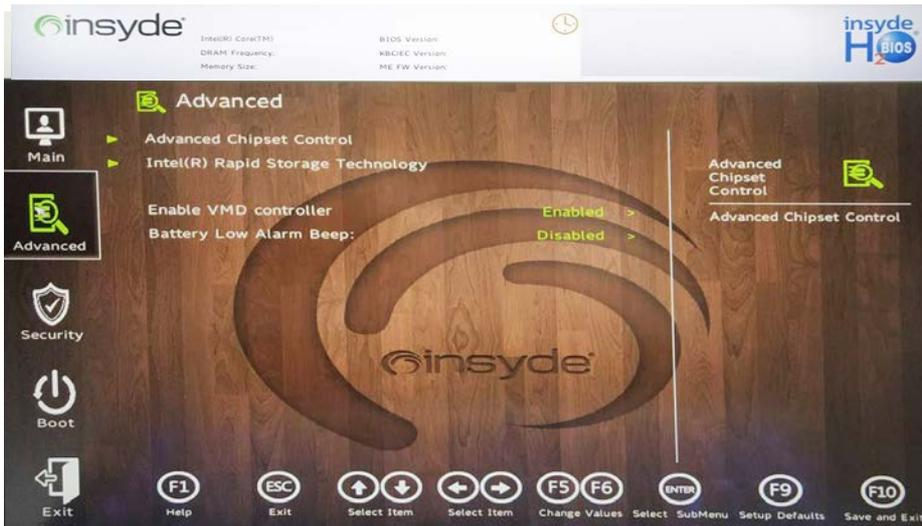 insyde
Intel(R) Core(TM)
DRAM Frequency:
Memory Size:
BIOS Version:
KBC/EC Version:
ME FW Version:
insyde
H2O
BIOS
Main
Advanced
Security
Boot
Exit
Advanced
Advanced Chipset Control
Intel(R) Rapid Storage Technology
Enable VMD controller Enabled >
Battery Low Alarm Beep: Disabled >
insyde
Advanced
Chipset
Control
Advanced Chipset Control
F1
Help
ESC
Exit
Select Item
Select Item
F5 F6
Change Values
ENTER
Select SubMenu
F9
Setup Defaults
F10
Save and Exit